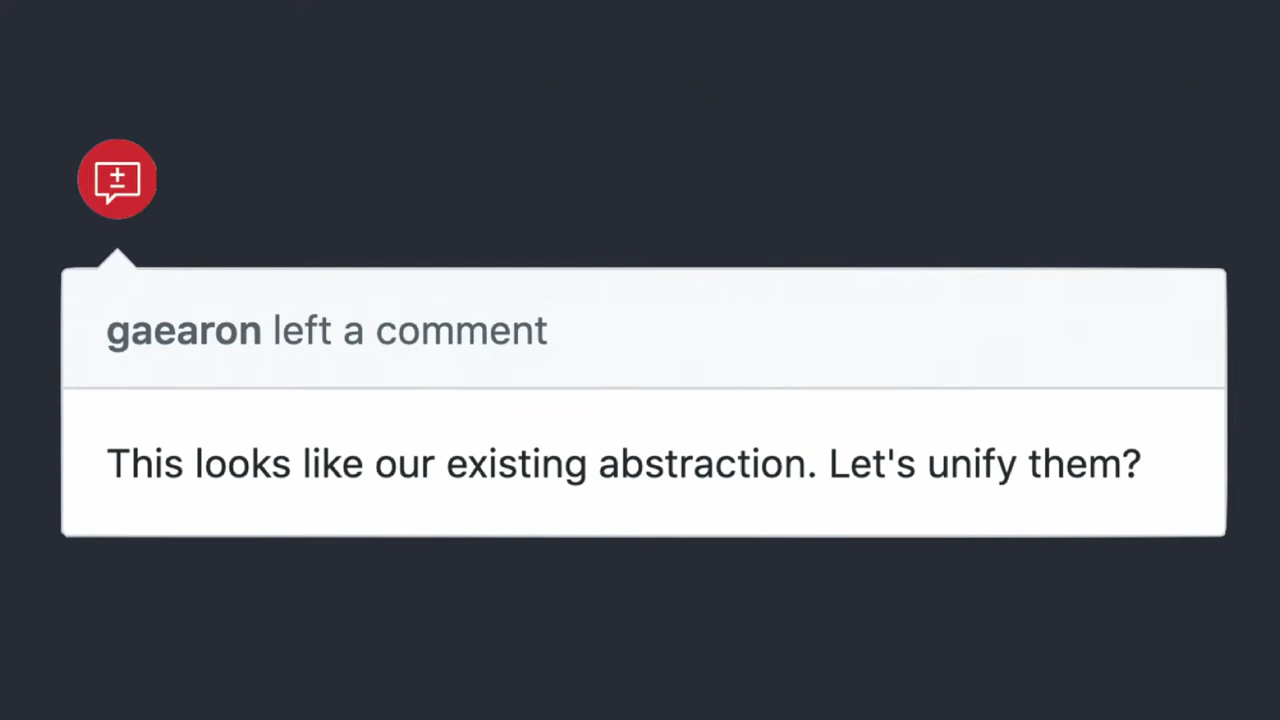 gaearon left a comment
This looks like our existing abstraction. Let's unify them?